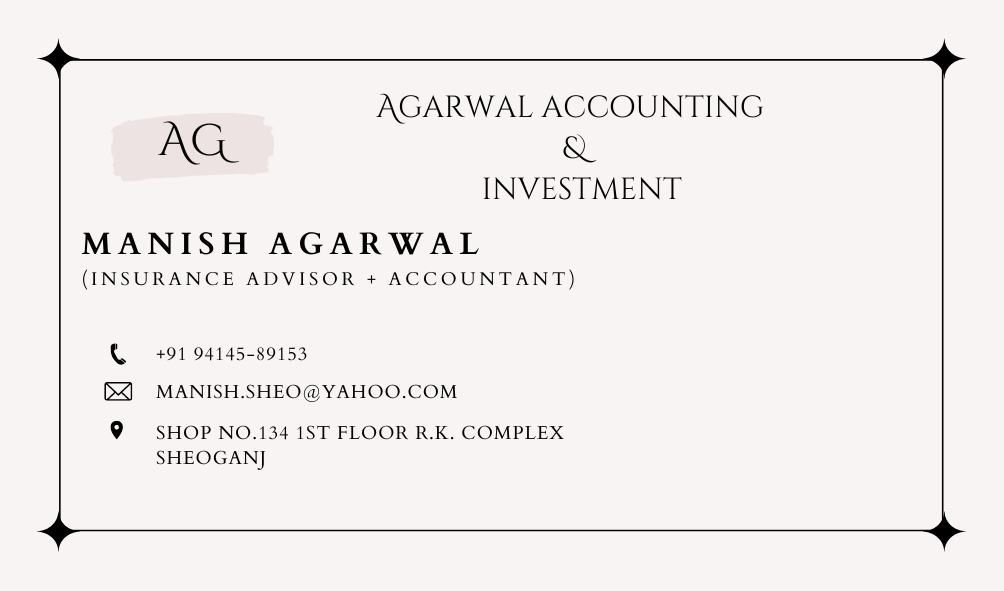 AG
AGARWAL ACCOUNTING
&
INVESTMENT
MANISH AGARWAL
(INSURANCE ADVISOR + ACCOUNTANT)
+91 94145-89153
MANISH.SHEO@YAHOO.COM
SHOP NO.134 1ST FLOOR R.K. COMPLEX
SHEOGANJ